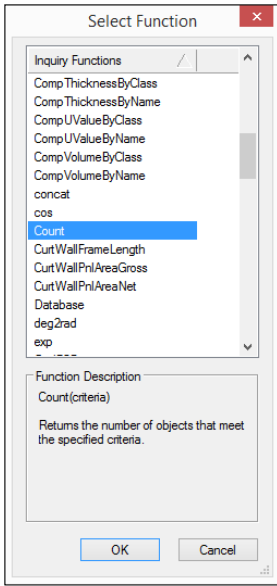 Select Function
Inquiry Functions
CompThicknessByClass
CompThicknessByName
CompUValueByClass
CompUValueByName
CompVolumeByClass
CompVolumeByName
concat
cos
Count
CurtWallFrameLength
CurtWallPnlAreaGross
CurtWallPnlAreaNet
Database
deg2rad
exp
Function Description
Count(criteria)
Returns the number of objects that meet
the specified criteria.
OK
Cancel